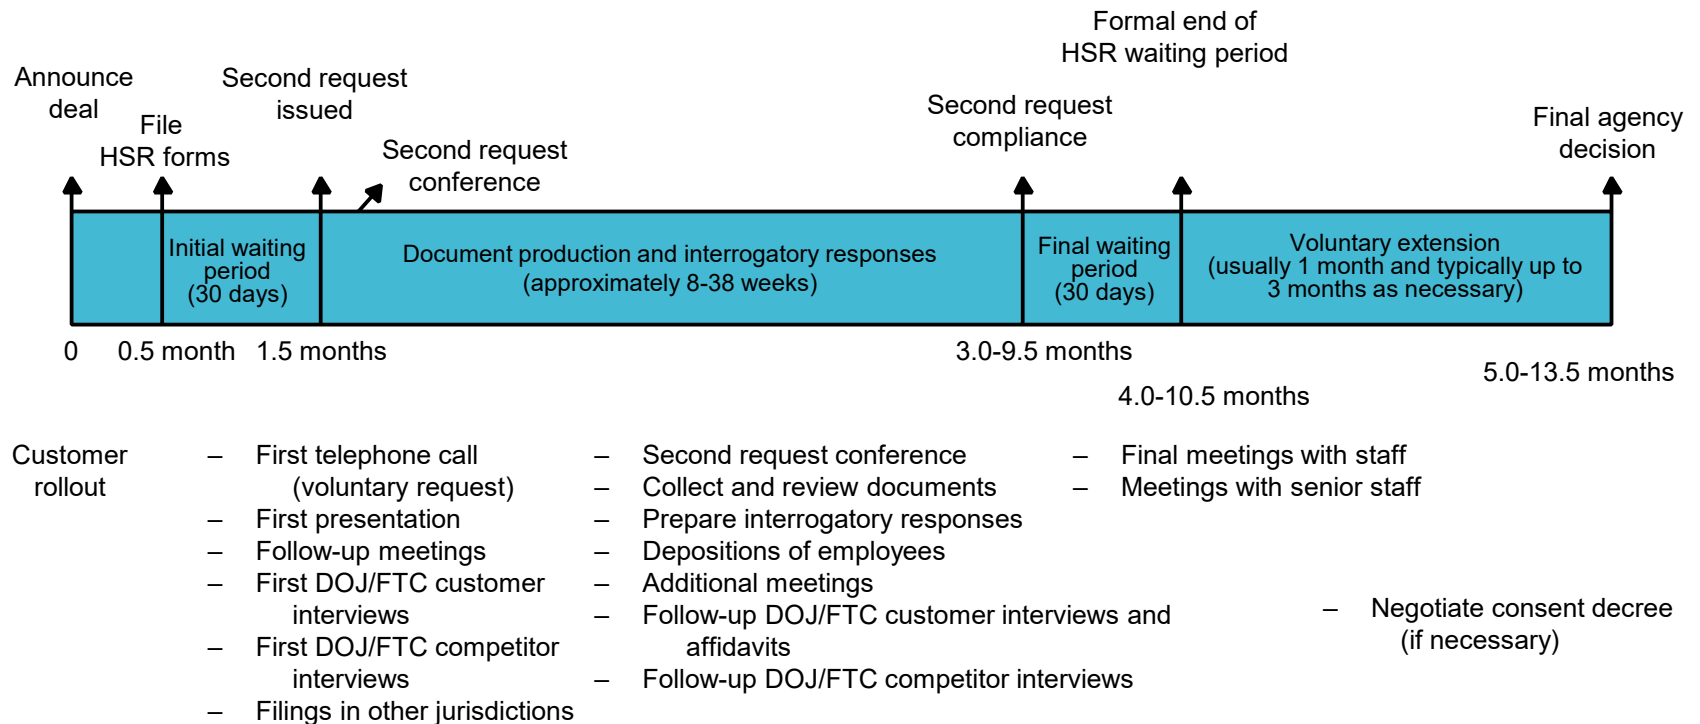 Formal end of
HSR waiting period
Announce
deal
Second request
issued
Second request
compliance
Final agency
decision
File
HSR forms
Second request
conference
Initial waiting
period
(30 days)
Document production and interrogatory responses
(approximately 8-38 weeks)
Final waiting
period
(30 days)
Voluntary extension
(usually 1 month and typically up to
3 months as necessary)
0
0.5 month
1.5 months
3.0-9.5 months
4.0-10.5 months
5.0-13.5 months
Customer
rollout
– First telephone call
(voluntary request)
– First presentation
– Follow-up meetings
– First DOJ/FTC customer
interviews
– First DOJ/FTC competitor
interviews
– Filings in other jurisdictions
– Second request conference
– Collect and review documents
– Prepare interrogatory responses
– Depositions of employees
– Additional meetings
– Follow-up DOJ/FTC customer interviews and
affidavits
– Follow-up DOJ/FTC competitor interviews
– Final meetings with staff
– Meetings with senior staff
– Negotiate consent decree
(if necessary)